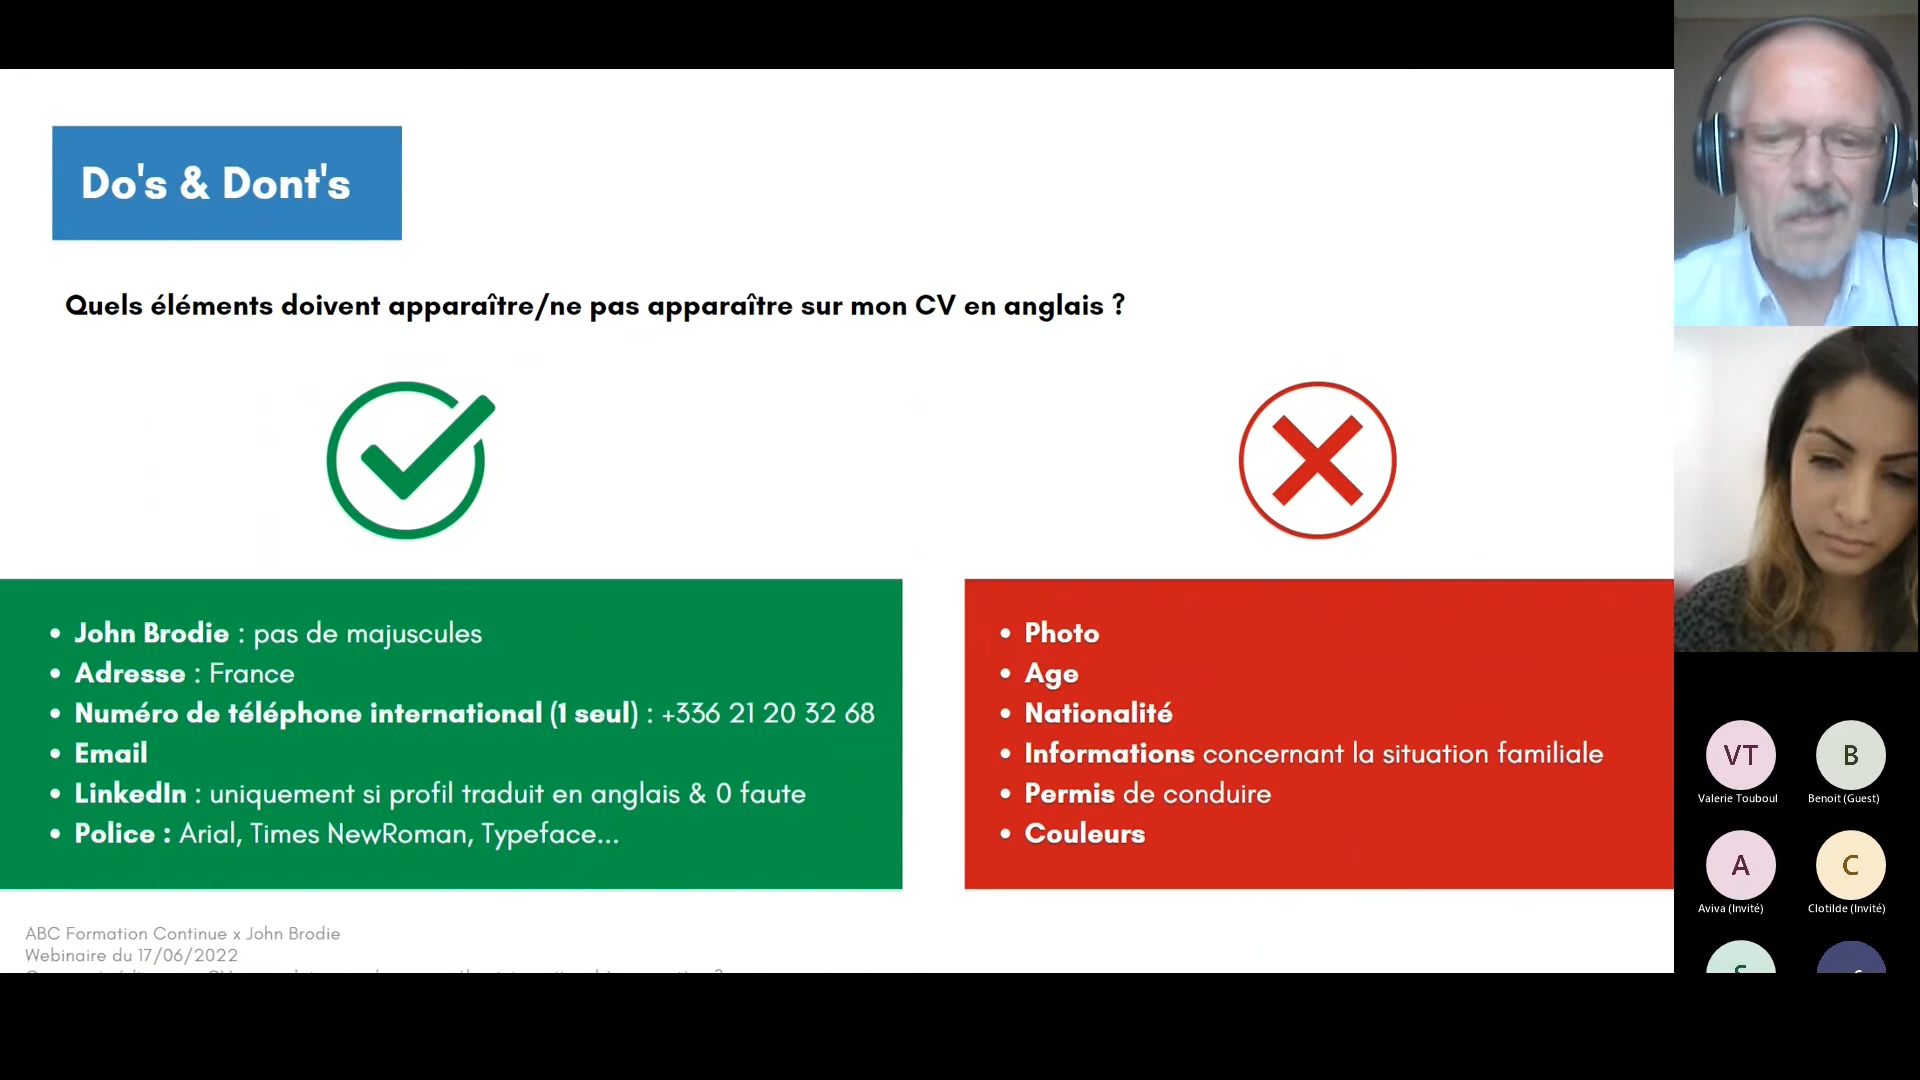 Do's & Dont's
Quels éléments doivent apparaître/ne pas apparaître sur mon CV en anglais ?
John Brodie : pas de majuscules
Adresse : France
Numéro de téléphone international (1 seul) : +336 21 20 32 68
Email
LinkedIn : uniquement si profil traduit en anglais & 0 faute
Police : Arial, Times NewRoman, Typeface...
Photo
Age
Nationalité
Informations concernant la situation familiale
Permis de conduire
Couleurs
ABC Formation Continue x John Brodie
Webinaire du 17/06/2022
VT
Valerie Touboul
B
Benoit (Guest)
A
Aviva (Invité)
C
Clotilde (Invité)